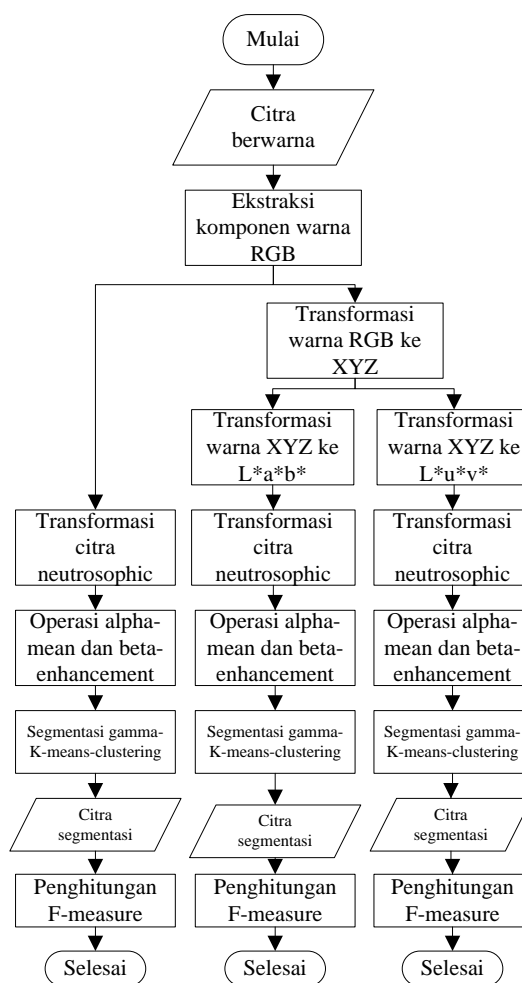 Mulai
Citra
berwarna
Ekstraksi
komponen warna
RGB
Transformasi
warna RGB ke
XYZ
Transformasi
warna XYZ ke
L*a*b*
Transformasi
warna XYZ ke
L*u*v*
Transformasi
citra
neutrosophic
Transformasi
citra
neutrosophic
Transformasi
citra
neutrosophic
Operasi alpha-
mean dan beta-
enhancement
Operasi alpha-
mean dan beta-
enhancement
Operasi alpha-
mean dan beta-
enhancement
Segmentasi gamma-
K-means-clustering
Segmentasi gamma-
K-means-clustering
Segmentasi gamma-
K-means-clustering
Citra
segmentasi
Citra
segmentasi
Citra
segmentasi
Penghitungan
F-measure
Penghitungan
F-measure
Penghitungan
F-measure
Selesai
Selesai
Selesai